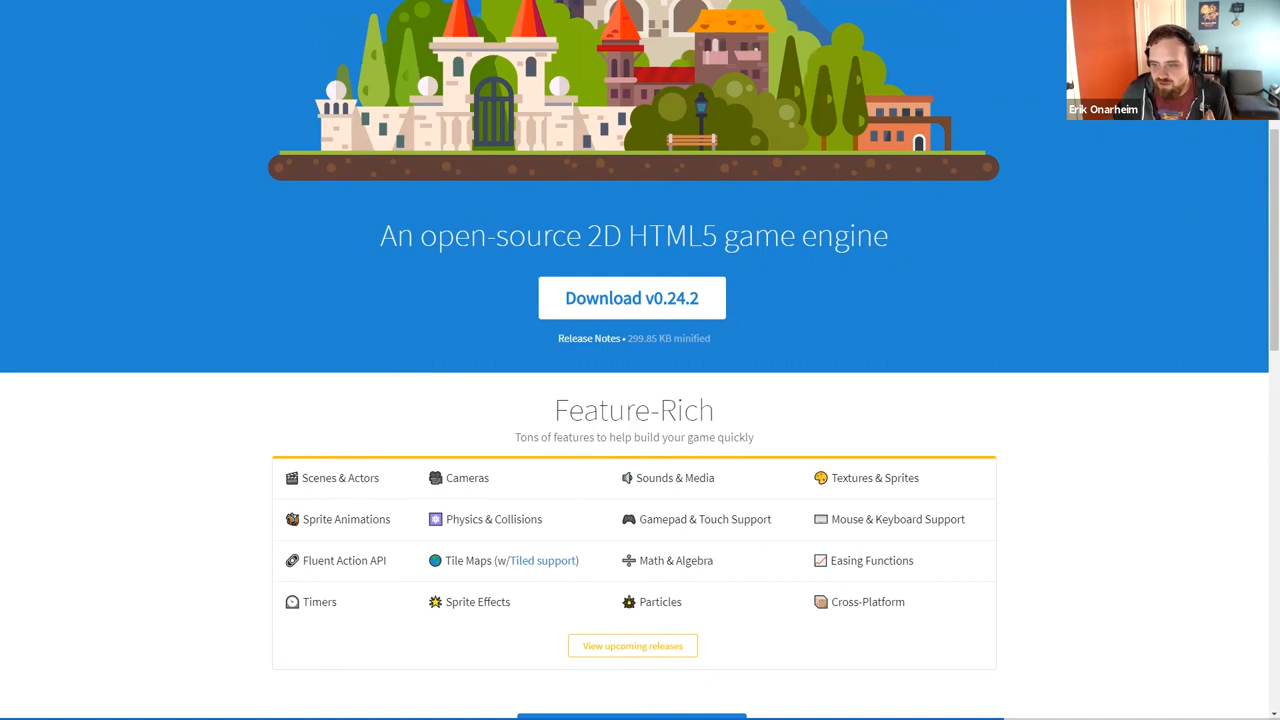 Erik Onarheim
An open-source 2D HTML5 game engine
Download v0.24.2
Release Notes • 299.85 KB minified
Feature-Rich
Tons of features to help build your game quickly
Scenes & Actors
Cameras
Sounds & Media
Textures & Sprites
Sprite Animations
Physics & Collisions
Gamepad & Touch Support
Mouse & Keyboard Support
Fluent Action API
Tile Maps (w/Tiled support)
Math & Algebra
Easing Functions
Timers
Sprite Effects
Particles
Cross-Platform
View upcoming releases